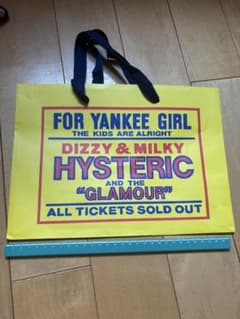 FOR YANKEE GIRL
THE KIDS ARE ALRIGHT
DIZZY & MILKY
HYSTERIC
AND THE
"GLAMOUR"
ALL TICKETS SOLD OUT